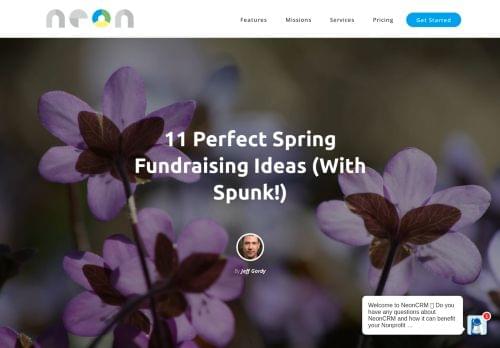 neon
Features
Missions
Services
Pricing
Get Started
11 Perfect Spring
Fundraising Ideas (With
Spunk!)
By Jeff Gordy
Welcome to NeonCRM ▯ Do you
have any questions about
NeonCRM and how it can benefit
your Nonprofit ...
1